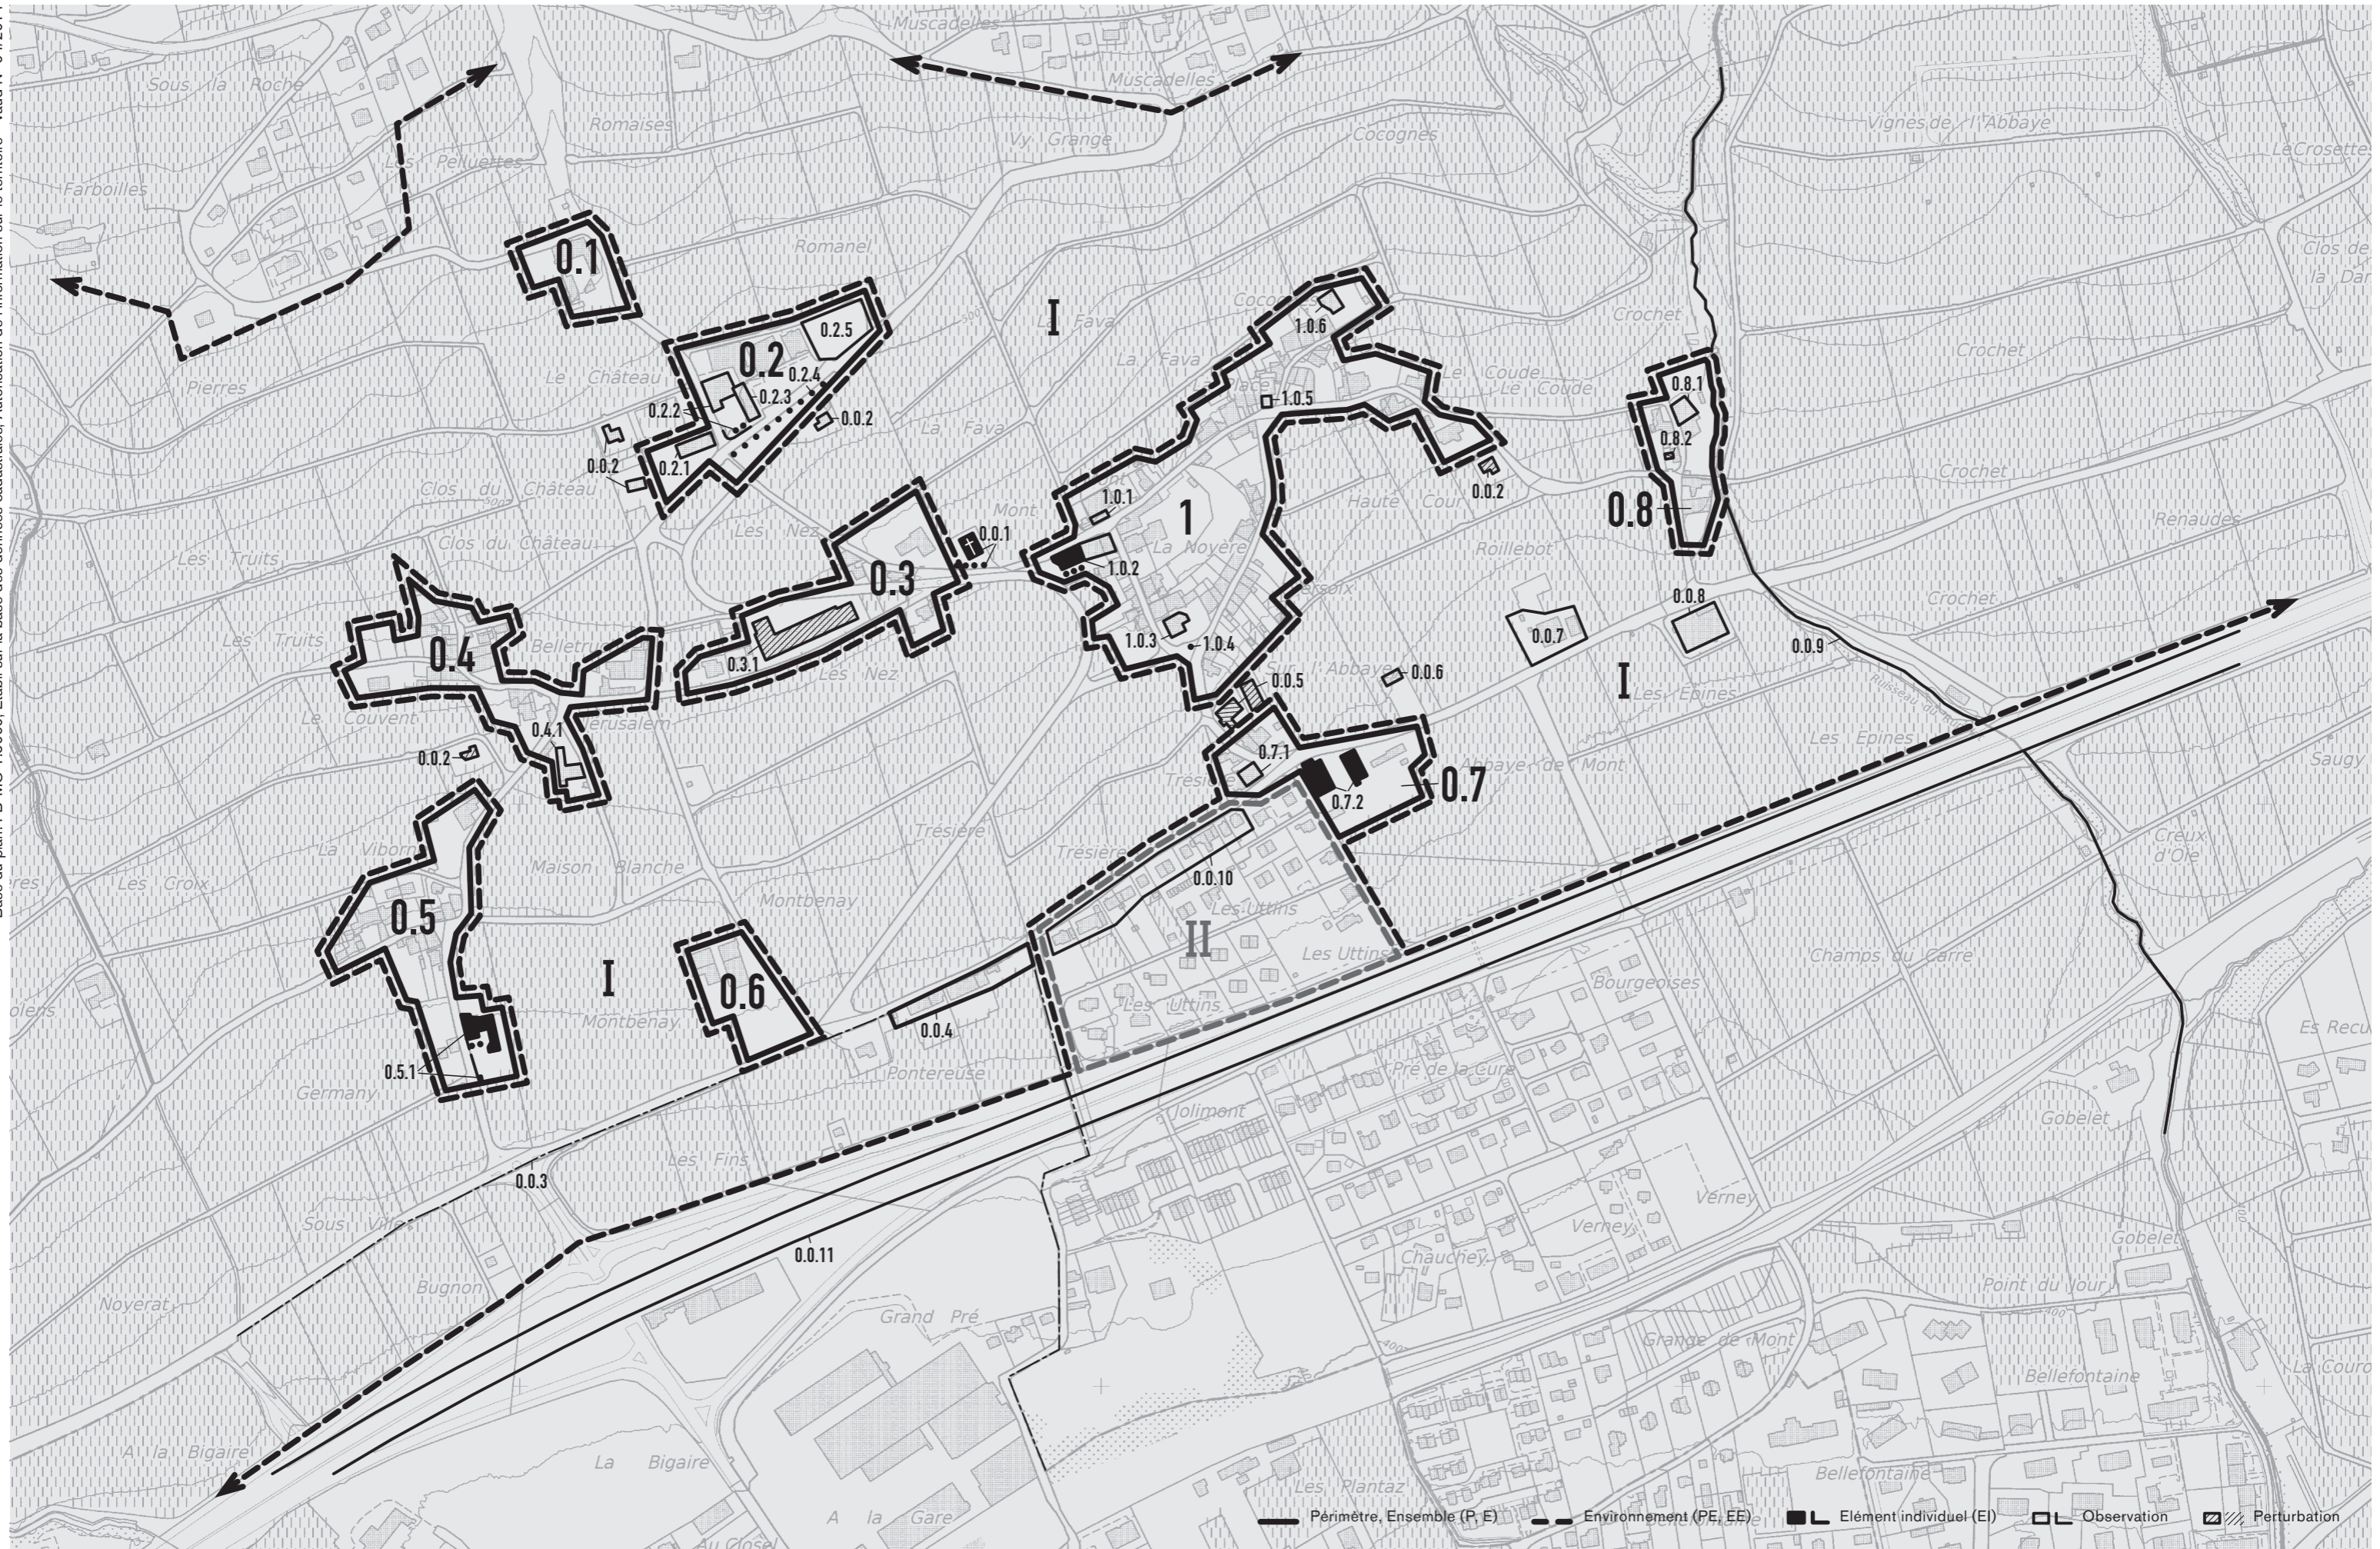 Muscadelles
Sous la Roche
Muscadelles
Romaises
Vy Grange
Cocognes
Vignes de l'Abbaye
Les Pelluettes
Le Crosettes
Farboilles
0.1
Romanel
Clos de
la Da
I
Cocognes
Crochet
Fava
0.2.5
1.0.6
0.2
La Fava
Crochet
Pierres
Le Château
0.2.4
Place
Le Coude
Le Coude
0.8.1
0.2.3
1.0.5
0.2.2
0.0.2
La Fava
0.8.2
0.0.2
0.2.1
Crochet
Clos du Château
1.0.1
0.0.2
Haute Cour
0.8
Mont
1
Les Nez
0.0.1
Renaudes
Clos du Château
La Noyère
Roillebot
Les Truits
0.3
1.0.2
0.0.8
Crochet
Les Truits
Belletru
0.4
0.3.1
1.0.3
1.0.4
0.0.7
0.0.9
Les Nez
Sur l'Abbaye
0.0.6
0.0.5
I
Les Epines
Le Couvent
Jérusalem
0.4.1
Les Epines
0.0.2
0.7.1
Abbaye de Mont
Saugy
0.7
0.7.2
Trésière
Trésière
La Viborn
Creux
d'Oie
Maison Blanche
Les Croix
0.0.10
Montbenay
0.5
Les Uttins
II
Les Uttins
Champs du Carre
I
0.6
Bourgeoises
Les Uttins
Montbenay
0.0.4
Es Recu
0.5.1
Pontereuse
Pré de la Cure
Germany
Jolimont
Gobelet
Les Fins
0.0.3
Verney
Sous Ville
Verney
Gobelet
0.0.11
Chauchey
Bugnon
Point du Jour
Noyerat
Grand Pré
Grange de Mont
La Couro
Bellefontaine
A la Bigaire
La Bigaire
Bellefontaine
Les Plantaz
A la Gare
Au Closel
Périmètre, Ensemble (P, E) Environnement (PE, EE) Elément individuel (EI) Observation Perturbation